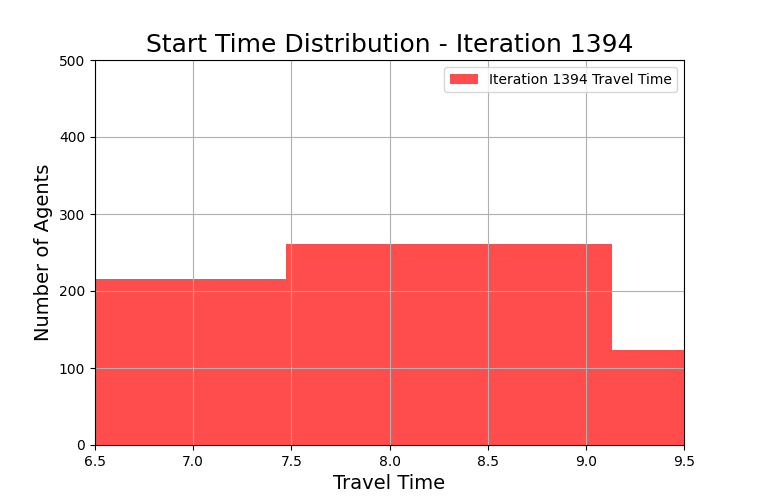 Start Time Distribution - Iteration 1394
Iteration 1394 Travel Time
Number of Agents
500
400
300
200
100
0
6.5 7.0 7.5 8.0 8.5 9.0 9.5
Travel Time